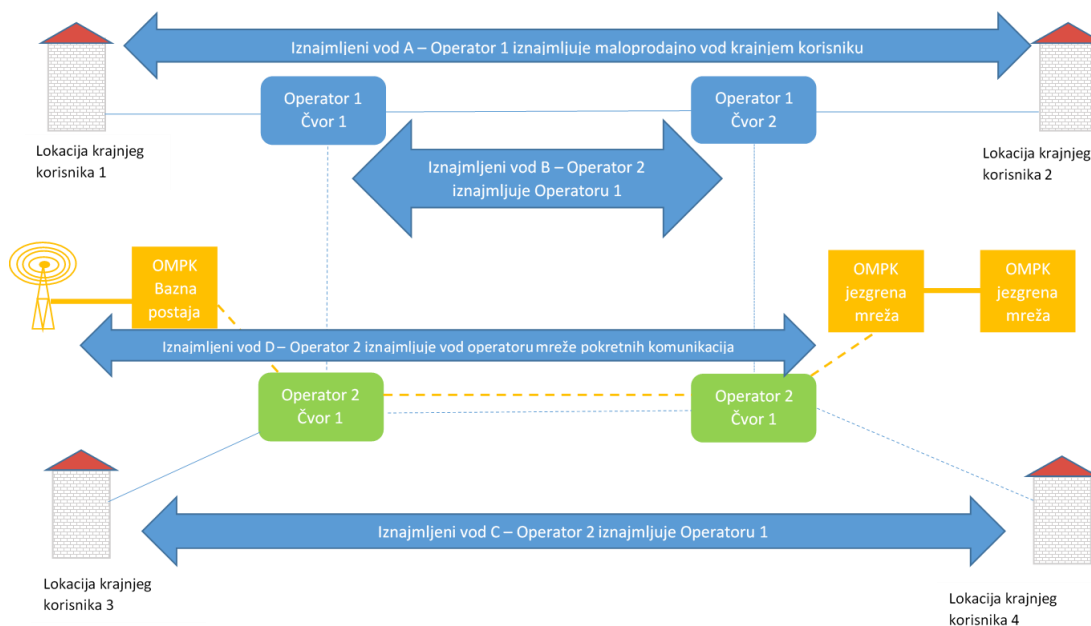 Iznajmljeni vod A – Operator 1 iznajmljuje maloprodajno vod krajnjem korisniku
Operator 1
Čvor 1
Operator 1
Čvor 2
Lokacija krajnjeg
korisnika 1
Lokacija krajnjeg
korisnika 2
Iznajmljeni vod B – Operator 2
iznajmljuje Operatoru 1
OMPK
Bazna
postaja
OMPK
jezgrena
mreža
OMPK
jezgrena
mreža
Iznajmljeni vod D – Operator 2 iznajmljuje vod operatoru mreže pokretnih komunikacija
Operator 2
Čvor 1
Operator 2
Čvor 1
Iznajmljeni vod C – Operator 2 iznajmljuje Operatoru 1
Lokacija krajnjeg
korisnika 3
Lokacija krajnjeg
korisnika 4